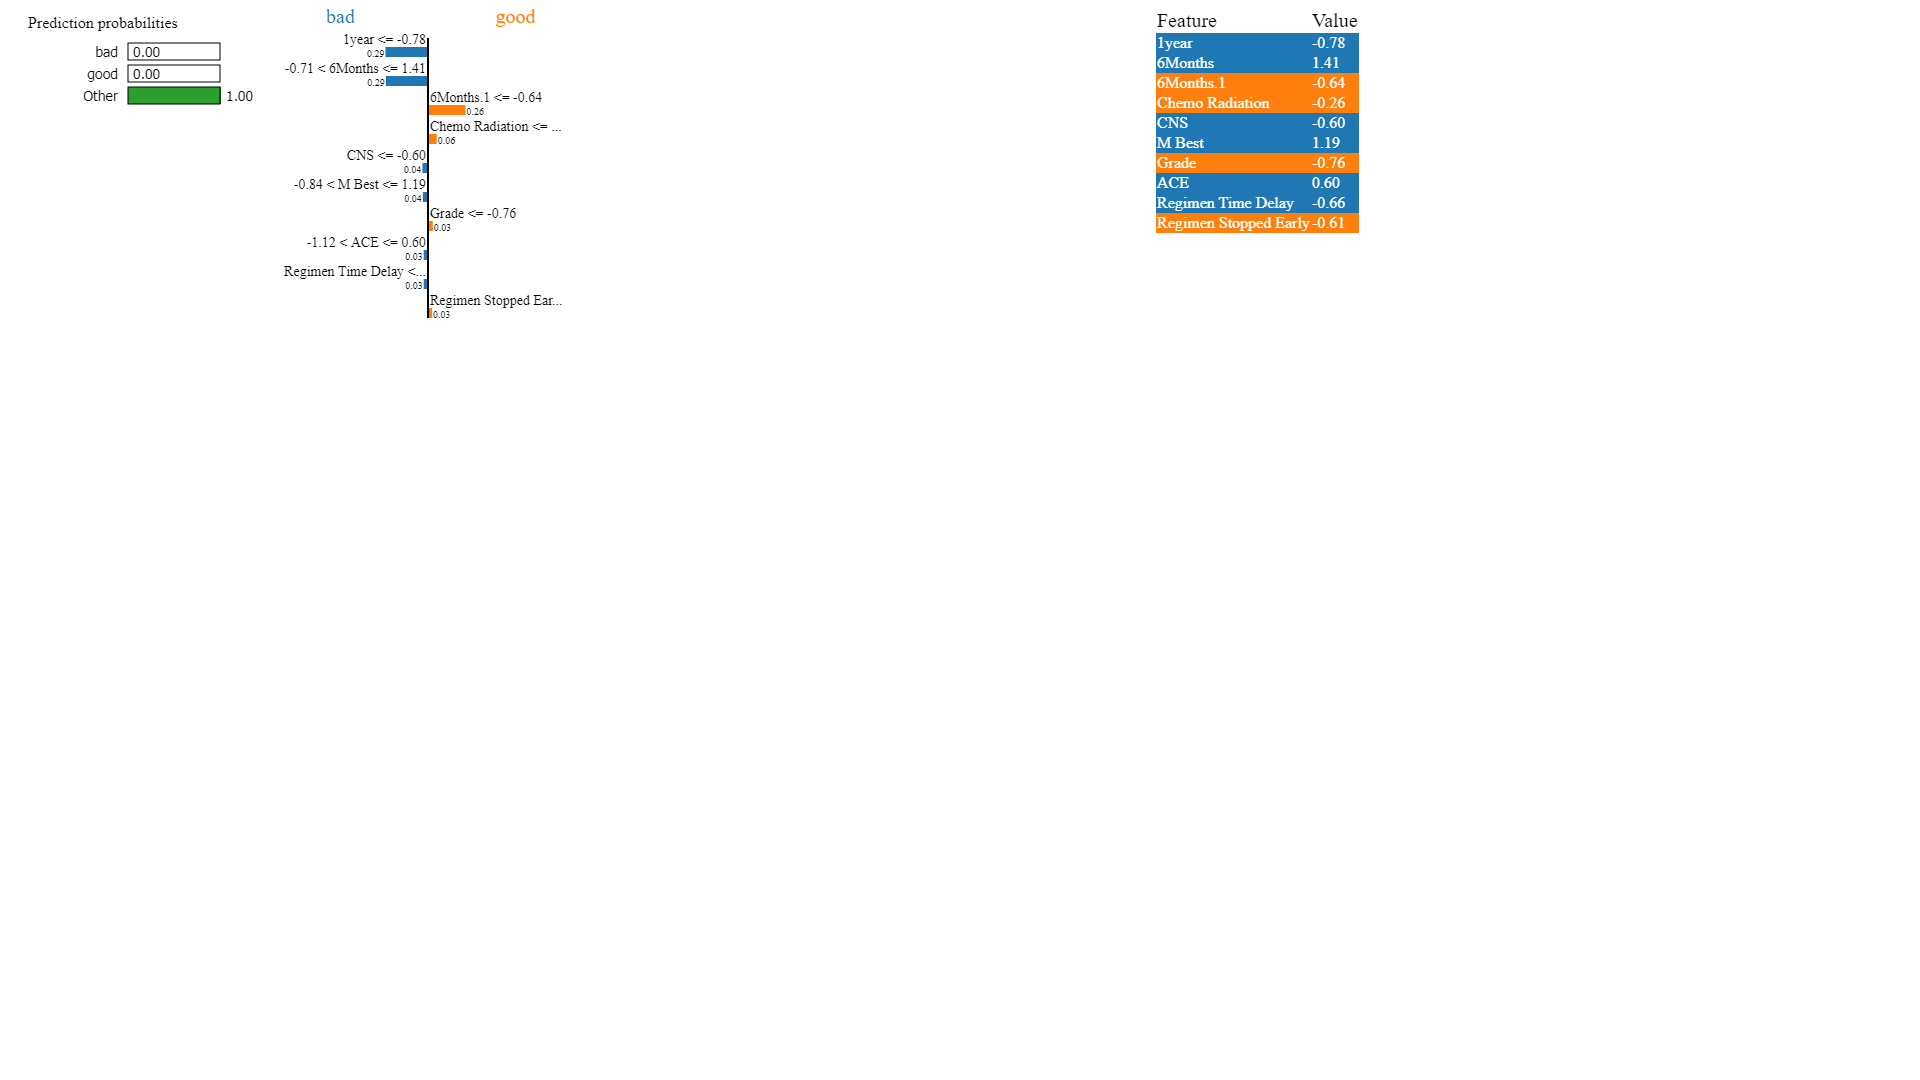 Prediction probabilities
bad 0.00
good 0.00
Other 1.00
bad good
1year <= -0.78
0.29
-0.71 < 6Months <= 1.41
0.29
6Months.1 <= -0.64
0.26
Chemo Radiation <= ...
0.06
CNS <= -0.60
0.04
-0.84 < M Best <= 1.19
0.04
Grade <= -0.76
0.03
-1.12 < ACE <= 0.60
0.03
Regimen Time Delay <...
0.03
Regimen Stopped Ear...
0.03
Feature Value
1year -0.78
6Months 1.41
6Months.1 -0.64
Chemo Radiation -0.26
CNS -0.60
M Best 1.19
Grade -0.76
ACE 0.60
Regimen Time Delay -0.66
Regimen Stopped Early -0.61